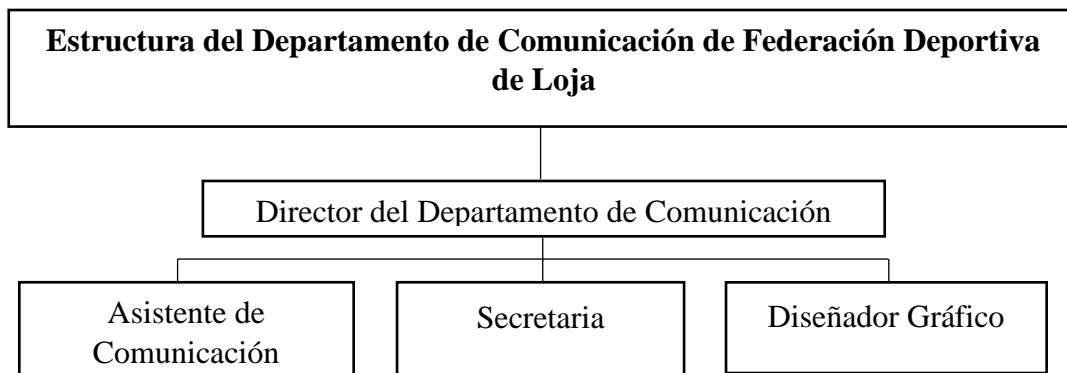 Estructura del Departamento de Comunicación de Federación Deportiva
de Loja
Director del Departamento de Comunicación
Asistente de
Comunicación
Secretaria
Diseñador Gráfico